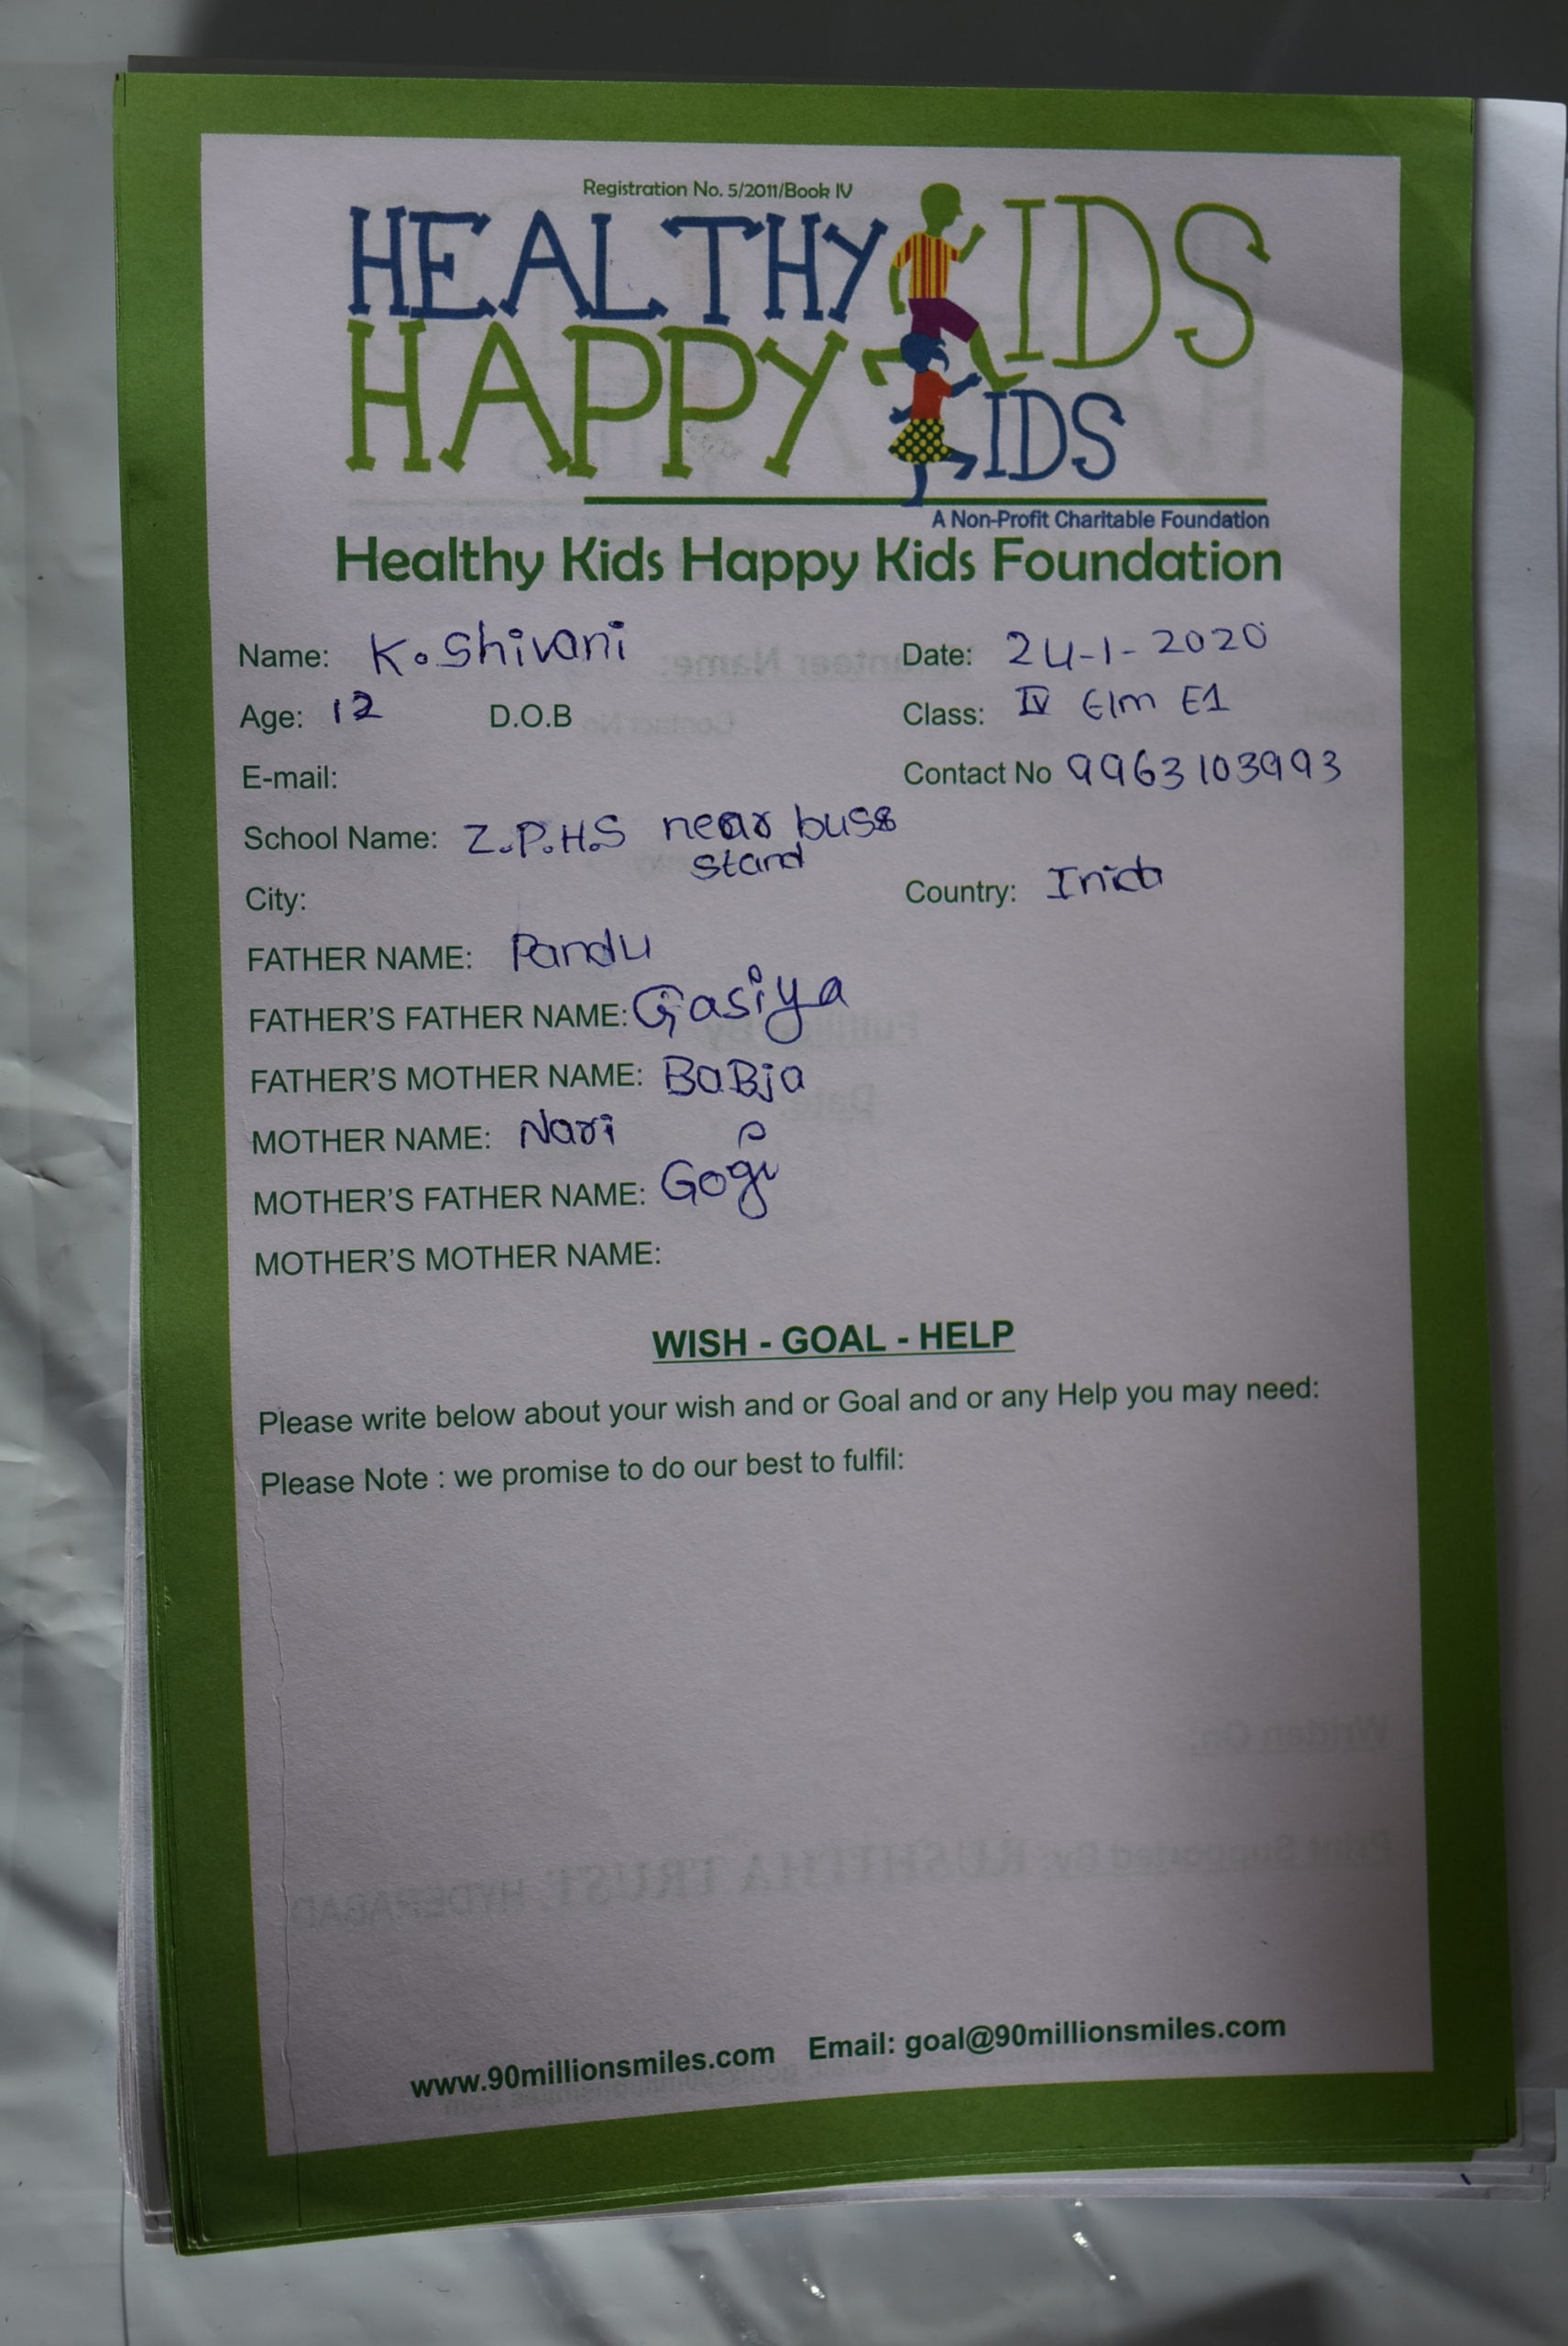 Registration No. 5/2011/Book IV
HEALTHY KIDS
HAPPY KIDS
A Non-Profit Charitable Foundation
Healthy Kids Happy Kids Foundation
Name: K. Shivani Date: 24-1-2020
Age: 12 D.O.B Class: IV Elm E1
E-mail: Contact No 9963103993
School Name: Z.P.H.S near buss
stand
City: Country:
FATHER NAME: Pandu
FATHER'S FATHER NAME: Gasiya
FATHER'S MOTHER NAME: BaBja
MOTHER NAME: Nari
MOTHER'S FATHER NAME: Gogi
MOTHER'S MOTHER NAME:
WISH - GOAL - HELP
Please write below about your wish and or Goal and or any Help you may need:
Please Note : we promise to do our best to fulfil:
www.90millionsmiles.com Email: goal@90millionsmiles.com